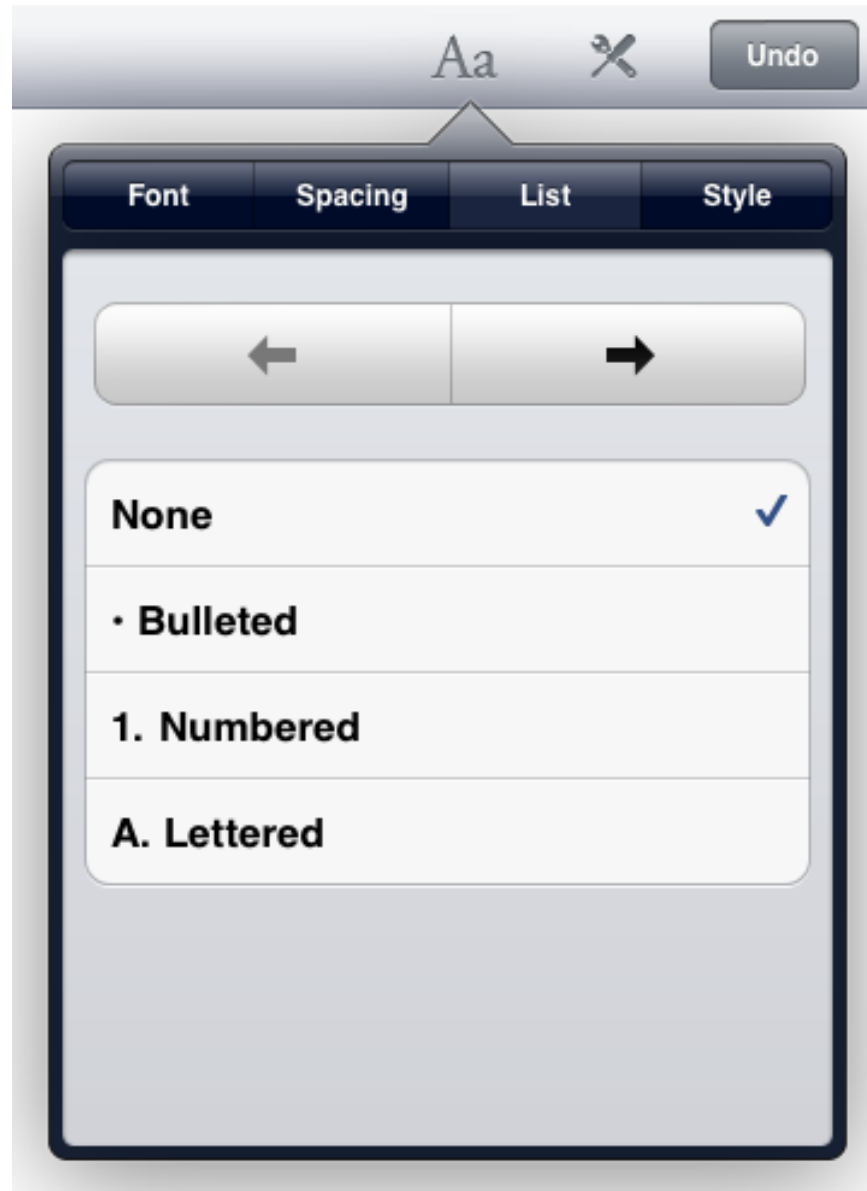 Aa Undo
Font Spacing List Style
None
· Bulleted
1. Numbered
A. Lettered